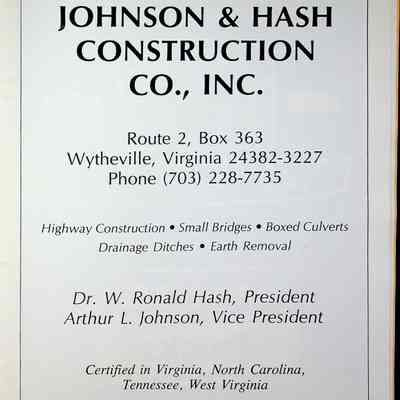 JOHNSON & HASH
CONSTRUCTION
CO., INC.
Route 2, Box 363
Wytheville, Virginia 24382-3227
Phone (703) 228-7735
Highway Construction • Small Bridges • Boxed Culverts
Drainage Ditches • Earth Removal
Dr. W. Ronald Hash, President
Arthur L. Johnson, Vice President
Certified in Virginia, North Carolina,
Tennessee, West Virginia